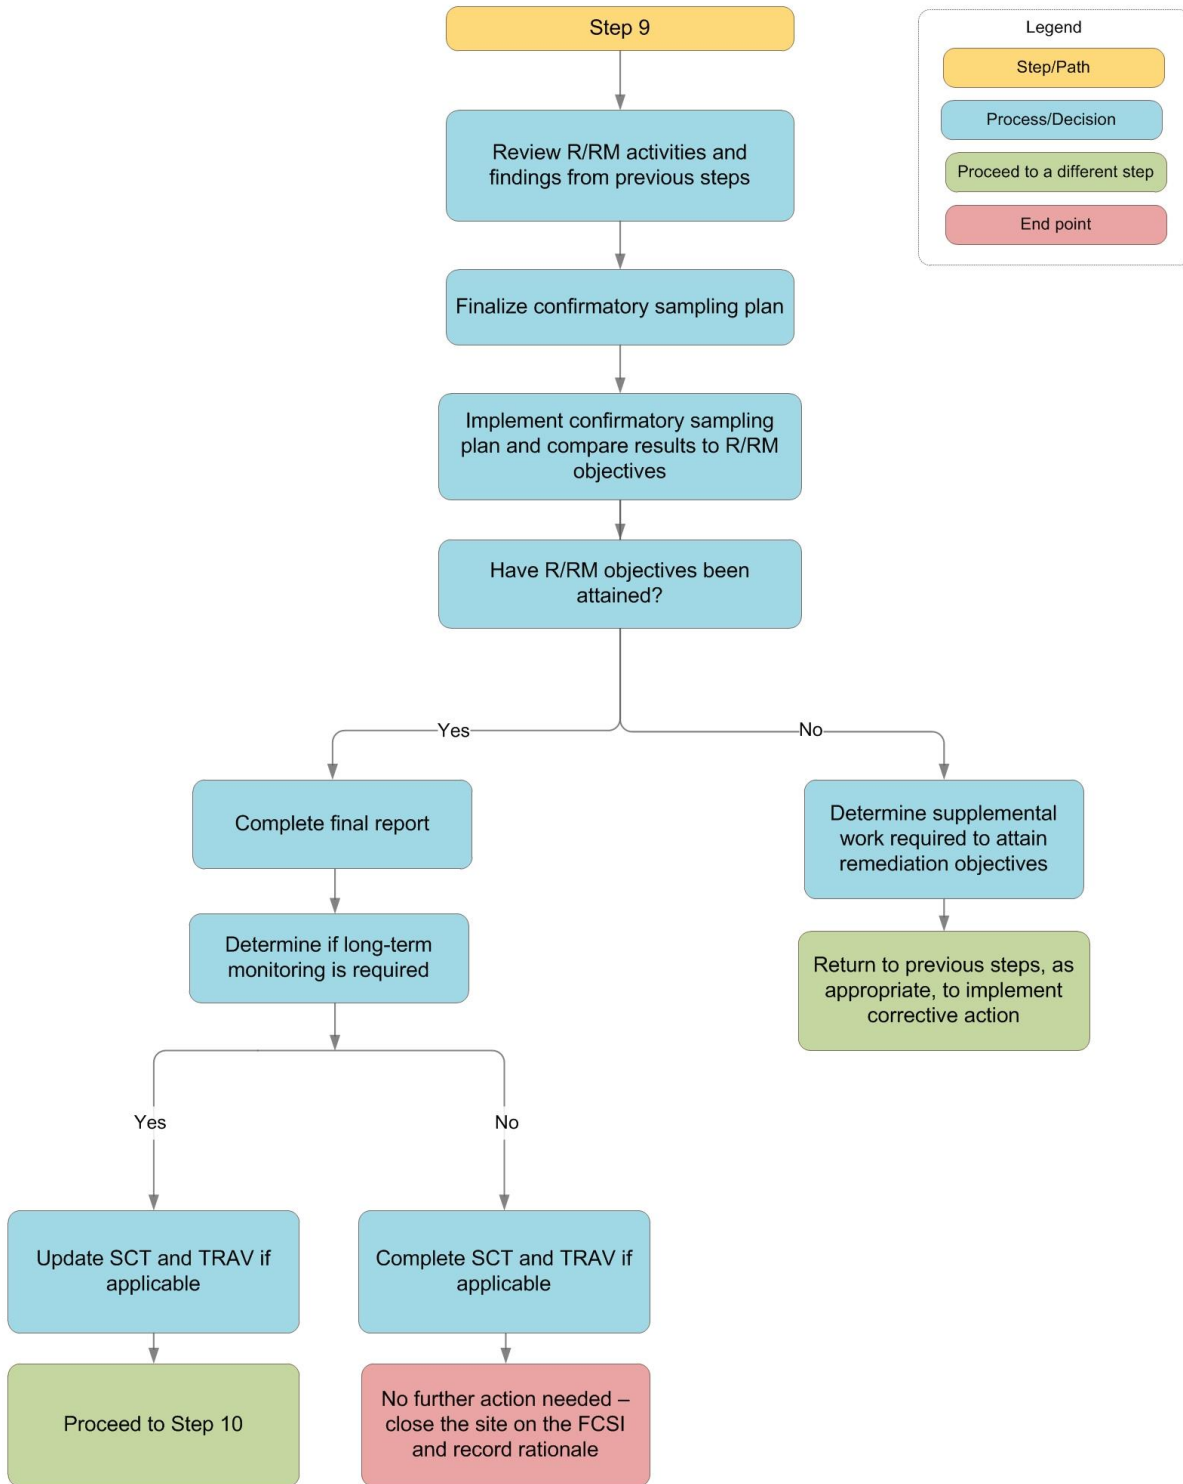 Step 9
Legend
Step/Path
Process/Decision
Proceed to a different step
End point
Review R/RM activities and
findings from previous steps
Finalize confirmatory sampling plan
Implement confirmatory sampling
plan and compare results to R/RM
objectives
Have R/RM objectives been
attained?
Yes
No
Complete final report
Determine supplemental
work required to attain
remediation objectives
Determine if long-term
monitoring is required
Return to previous steps, as
appropriate, to implement
corrective action
Yes
No
Update SCT and TRAV if
applicable
Complete SCT and TRAV if
applicable
Proceed to Step 10
No further action needed –
close the site on the FCSI
and record rationale